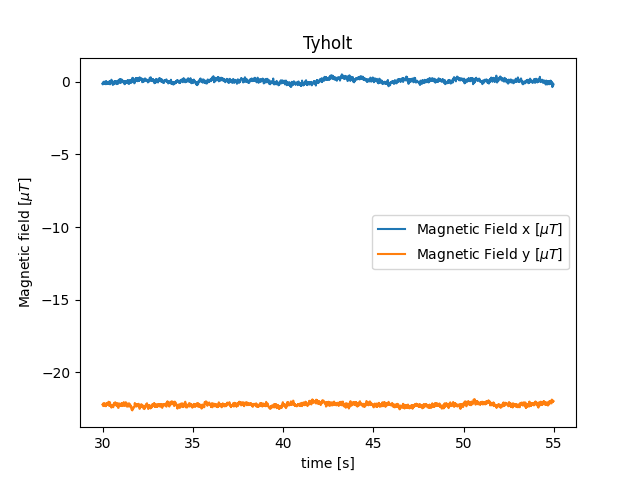 Tyholt
Magnetic field [μT]
0
−5
−10
−15
−20
Magnetic Field x [μT]
Magnetic Field y [μT]
30 35 40 45 50 55
time [s]